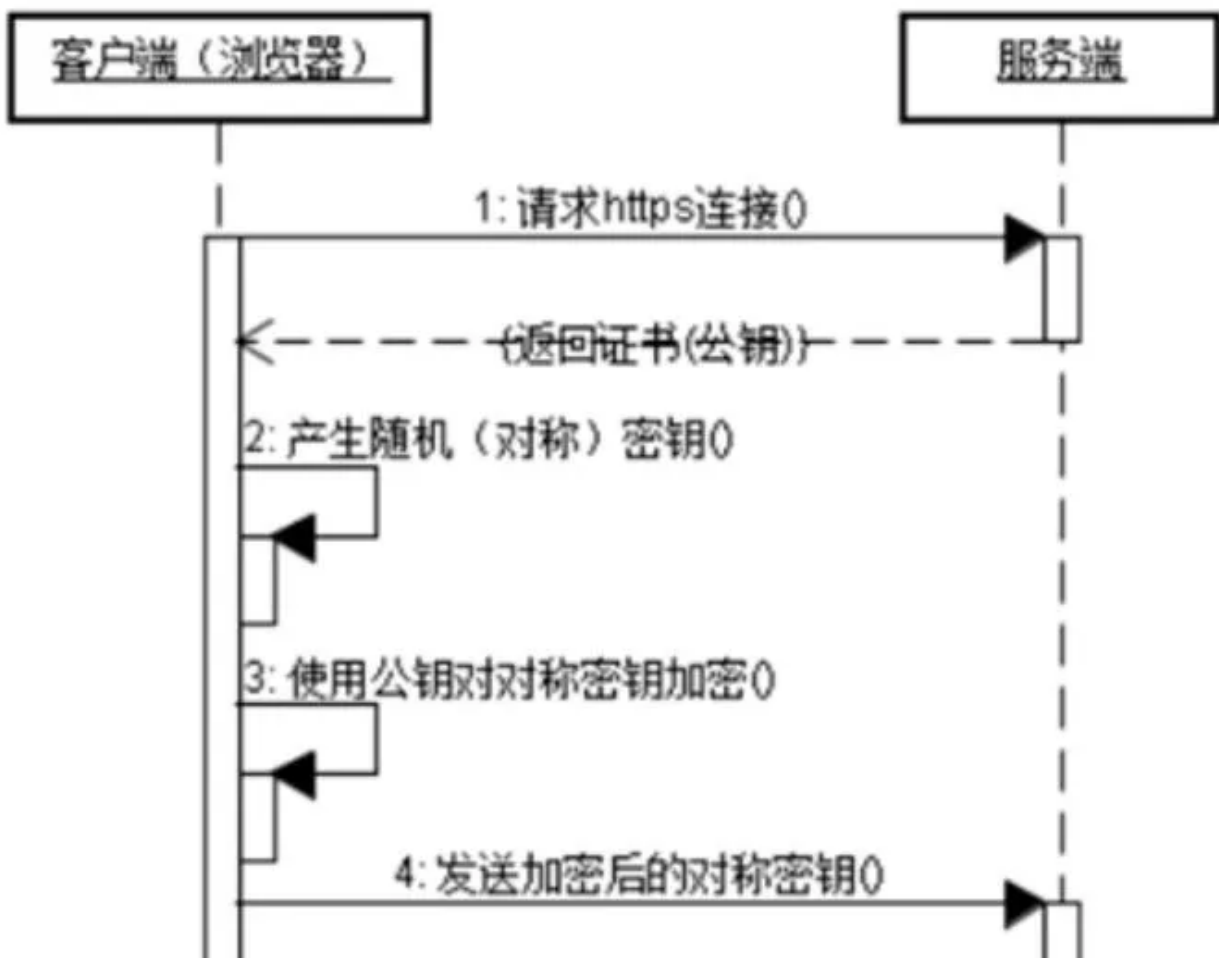 客户端（浏览器）
服务端
1: 请求https连接()
{返回证书(公钥)}
2: 产生随机（对称）密钥()
3: 使用公钥对对称密钥加密()
4: 发送加密后的对称密钥()